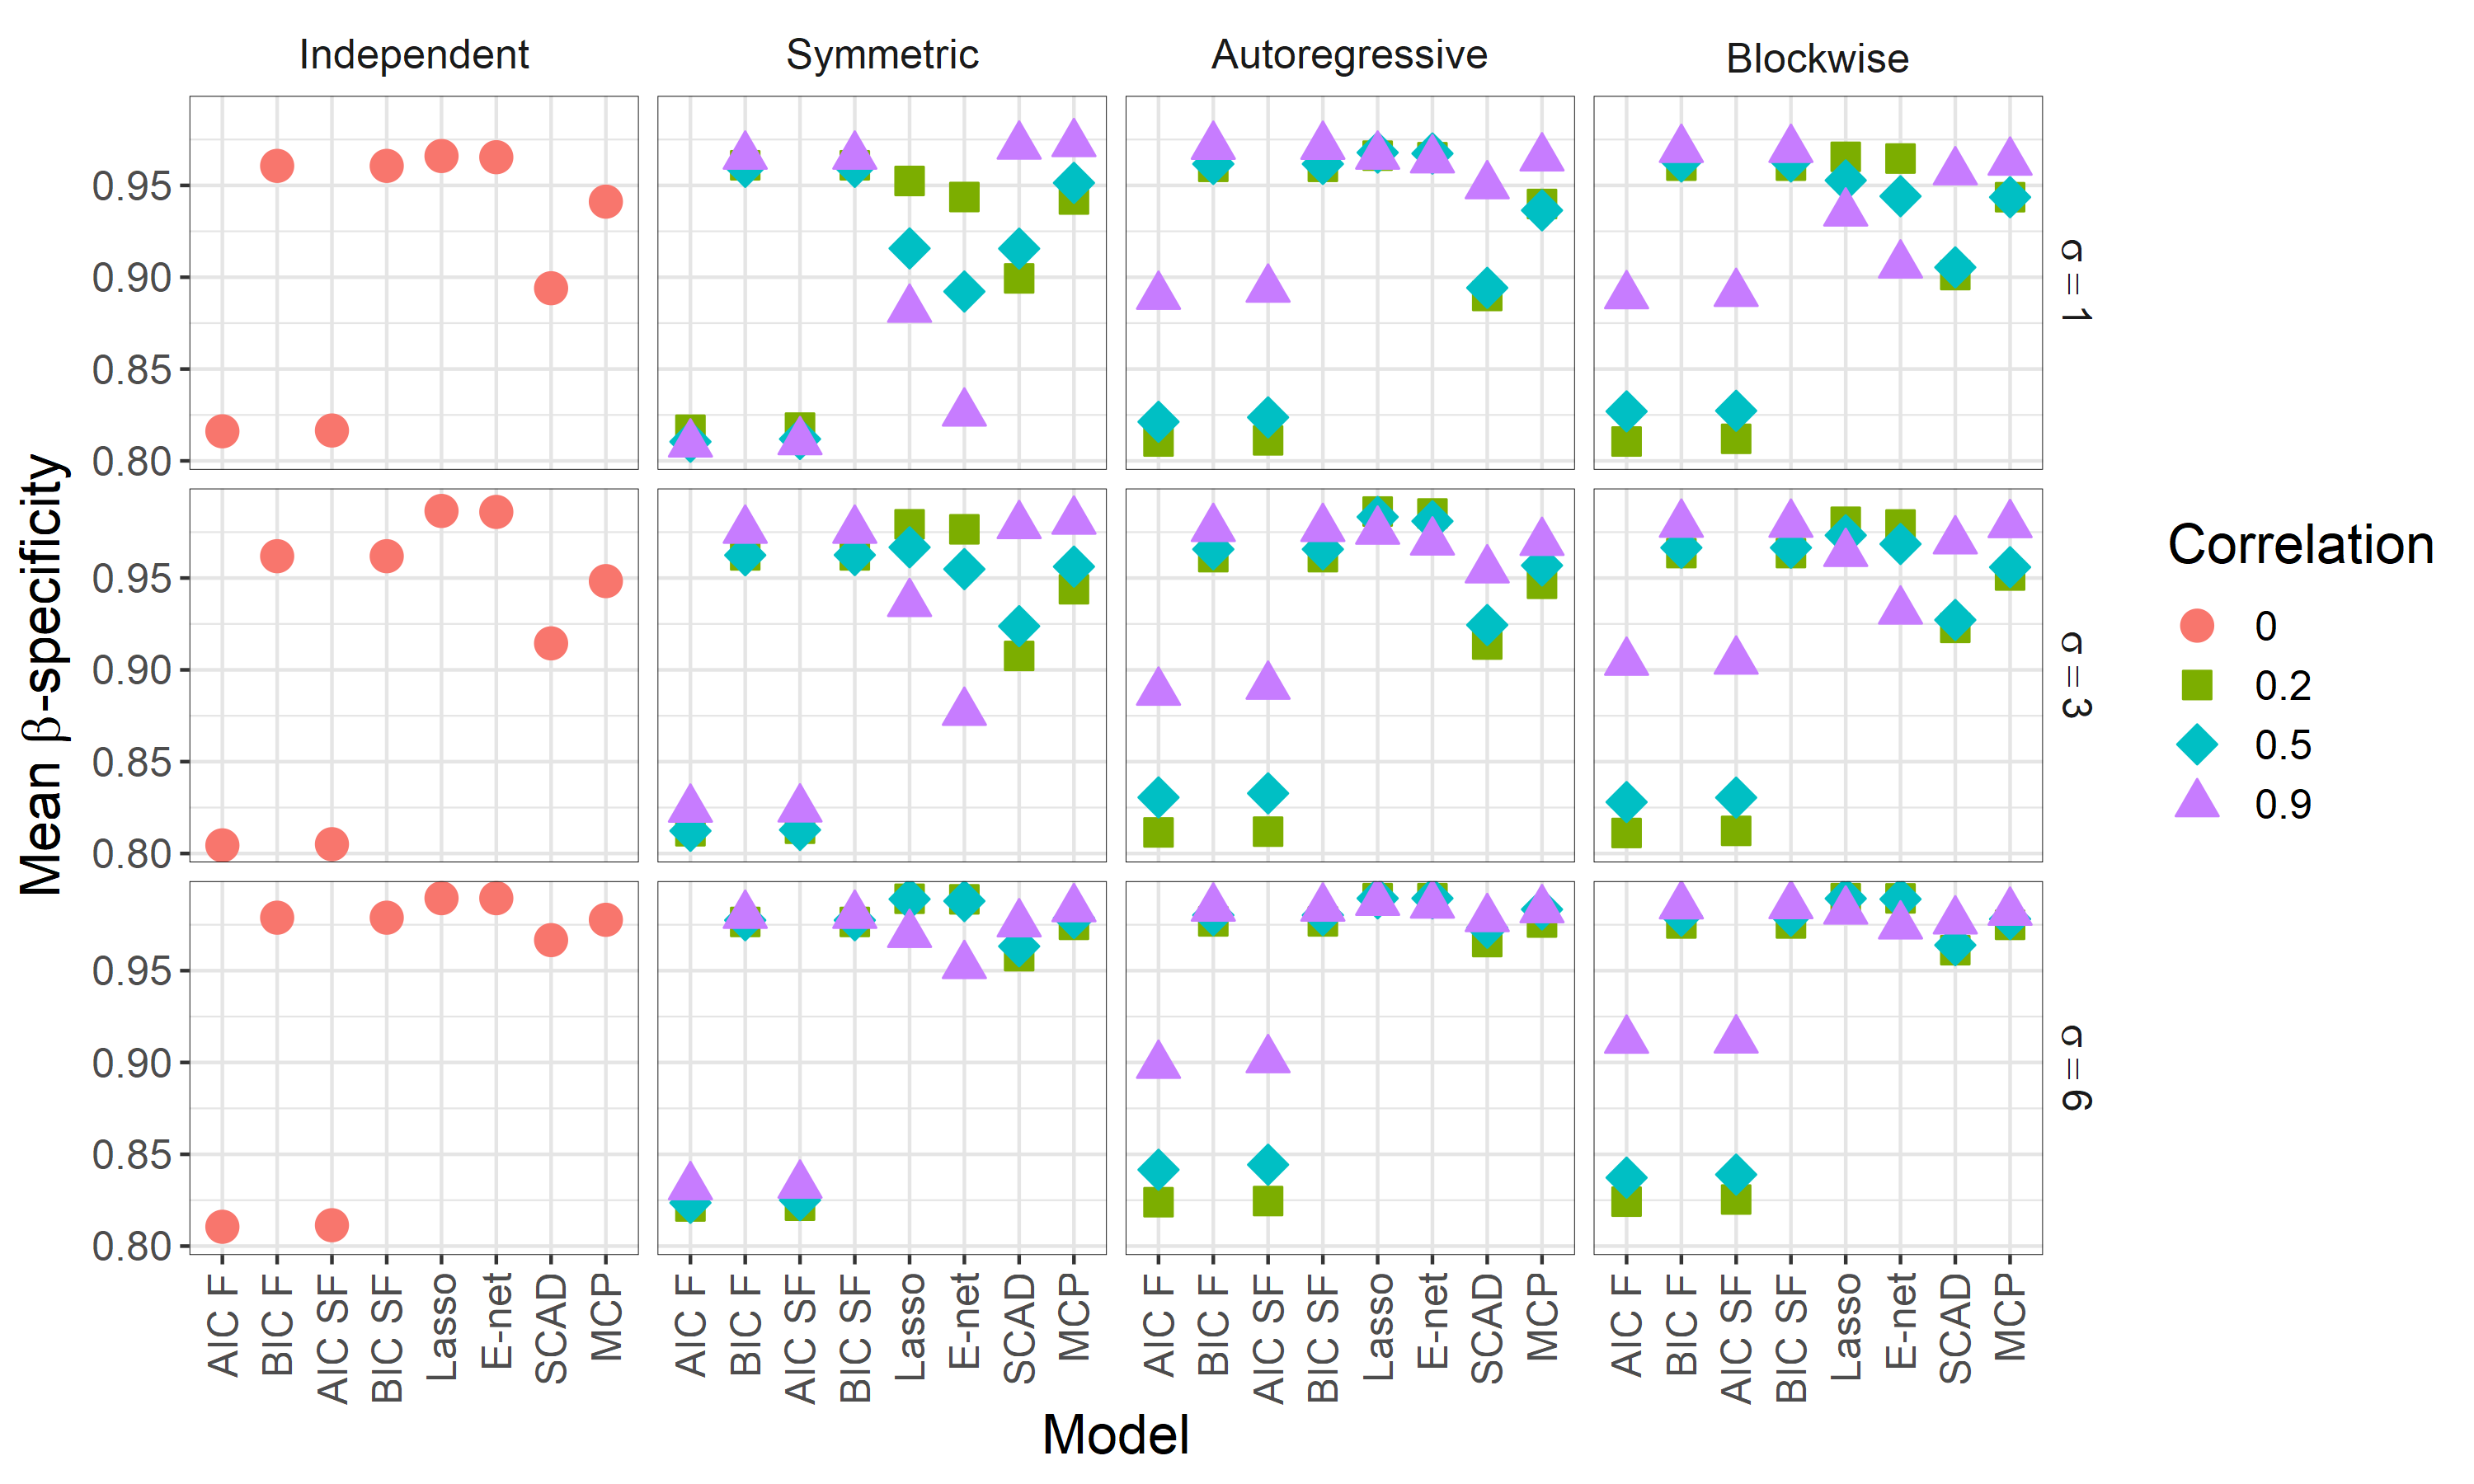 Independent
Symmetric
Autoregressive
Blockwise
Mean β-specificity
0.95
0.90
0.85
0.80
σ = 1
0.95
0.90
0.85
0.80
σ = 3
0.95
0.90
0.85
0.80
σ = 6
AIC F
BIC F
AIC SF
BIC SF
Lasso
E-net
SCAD
MCP
AIC F
BIC F
AIC SF
BIC SF
Lasso
E-net
SCAD
MCP
AIC F
BIC F
AIC SF
BIC SF
Lasso
E-net
SCAD
MCP
AIC F
BIC F
AIC SF
BIC SF
Lasso
E-net
SCAD
MCP
Model
Correlation
0
0.2
0.5
0.9